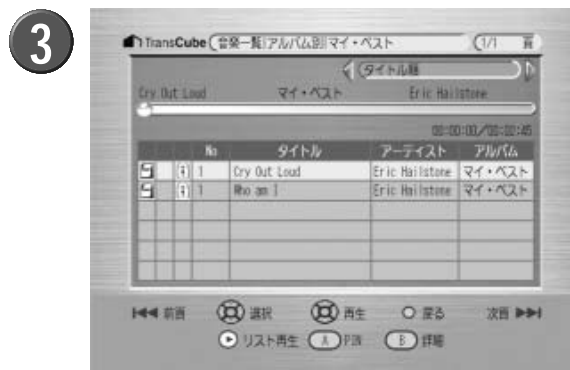 3
TransCube 音楽一覧|アルバム別|マイ・ベスト (1/1 頁)
タイトル順
Cry Out Loud マイ・ベスト Eric Hailstone
00:00:00/00:02:45
No タイトル アーティスト アルバム
1 Cry Out Loud Eric Hailstone マイ・ベスト
1 Who am I Eric Hailstone マイ・ベスト
前頁 選択 再生 戻る 次頁
リスト再生 A PIN B 詳細